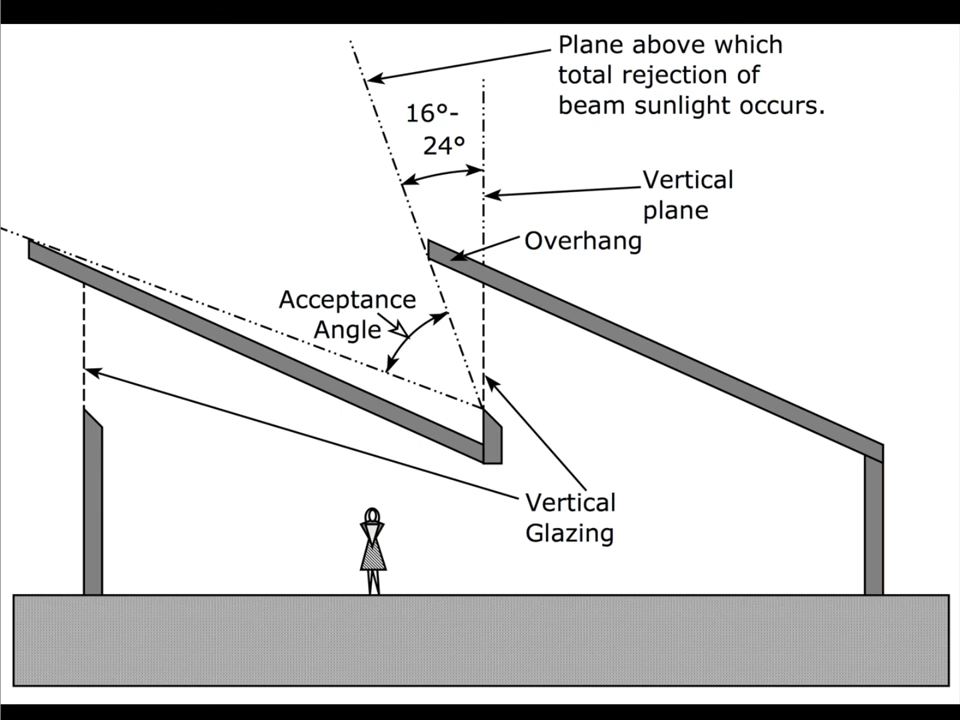 Plane above which
total rejection of
beam sunlight occurs.
16°-
24°
Vertical
plane
Overhang
Acceptance
Angle
Vertical
Glazing